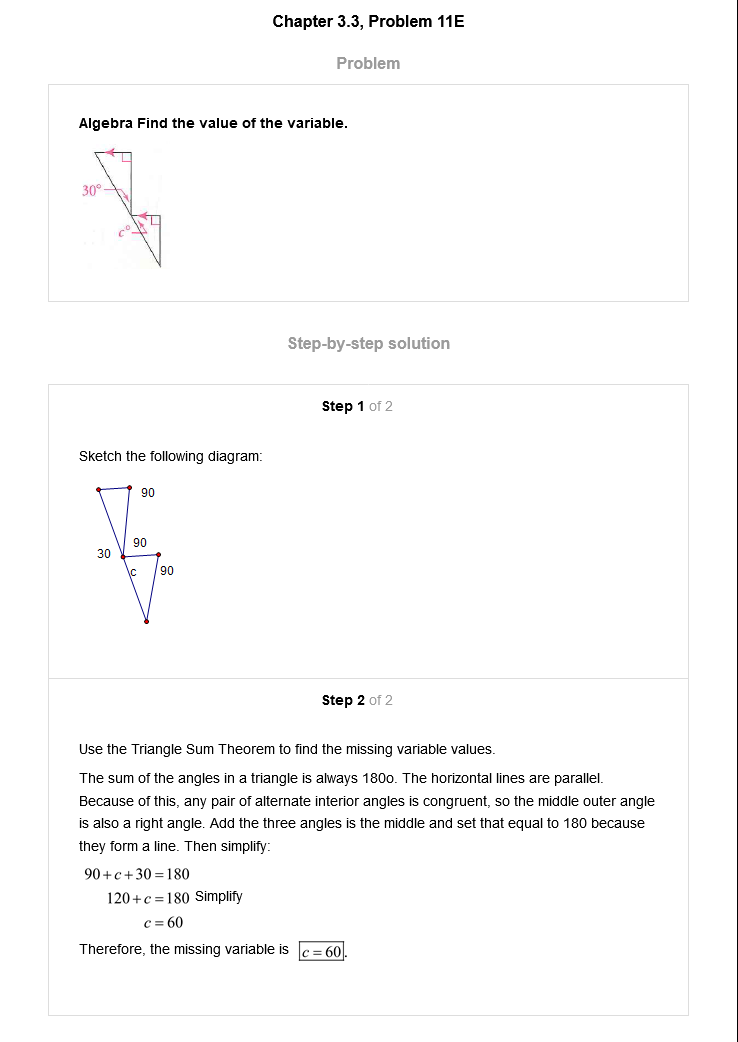 Chapter 3.3, Problem 11E
Problem
Algebra Find the value of the variable.
30°
c°
Step-by-step solution
Step 1 of 2
Sketch the following diagram:
90
90
30
c
90
Step 2 of 2
Use the Triangle Sum Theorem to find the missing variable values.
The sum of the angles in a triangle is always 180o. The horizontal lines are parallel.
Because of this, any pair of alternate interior angles is congruent, so the middle outer angle
is also a right angle. Add the three angles is the middle and set that equal to 180 because
they form a line. Then simplify:
90+c+30=180
120+c=180 Simplify
c=60
Therefore, the missing variable is c=60.